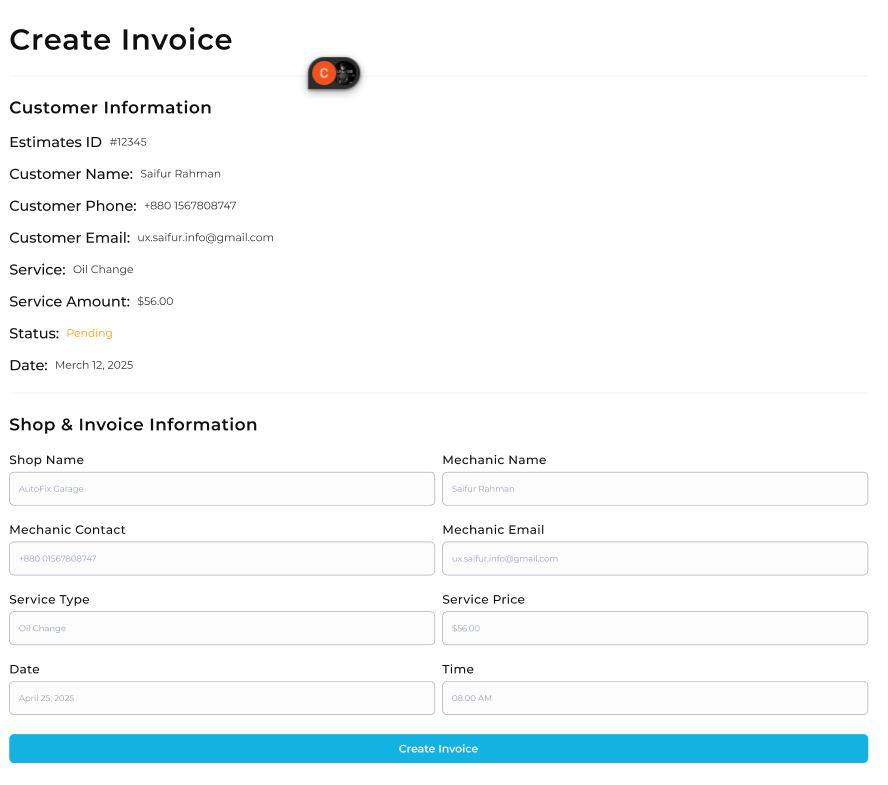 Create Invoice
C
Customer Information
Estimates ID #12345
Customer Name: Saifur Rahman
Customer Phone: +880 1567808747
Customer Email: ux.saifur.info@gmail.com
Service: Oil Change
Service Amount: $56.00
Status: Pending
Date: Merch 12, 2025
Shop & Invoice Information
Shop Name Mechanic Name
AutoFix Garage Saifur Rahman
Mechanic Contact Mechanic Email
+880 01567808747 ux.saifur.info@gmail.com
Service Type Service Price
Oil Change $56.00
Date Time
April 25, 2025 08.00 AM
Create Invoice